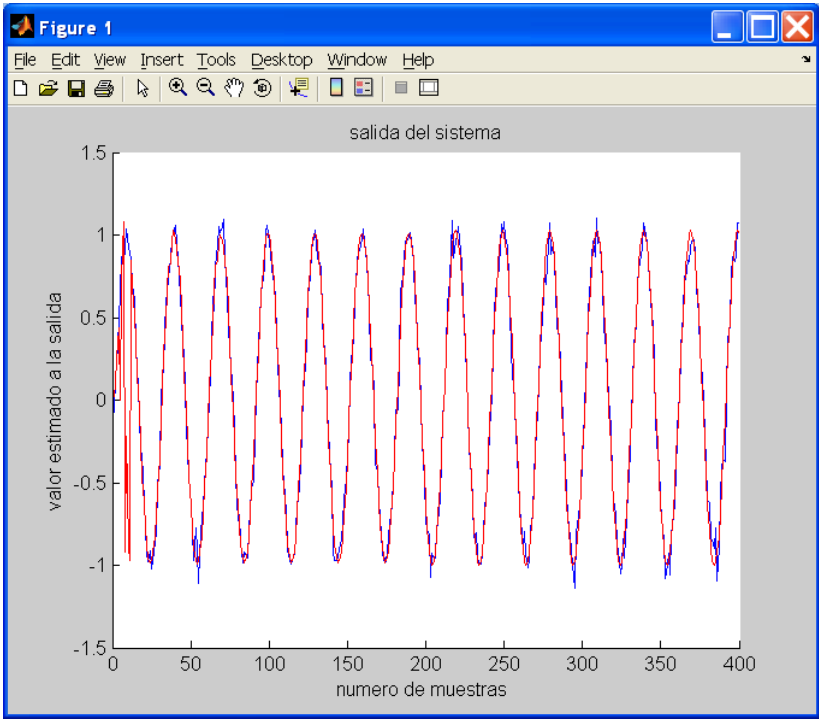 Figure 1
File Edit View Insert Tools Desktop Window Help
salida del sistema
1.5
1
0.5
0
-0.5
-1
-1.5
valor estimado a la salida
0 50 100 150 200 250 300 350 400
numero de muestras